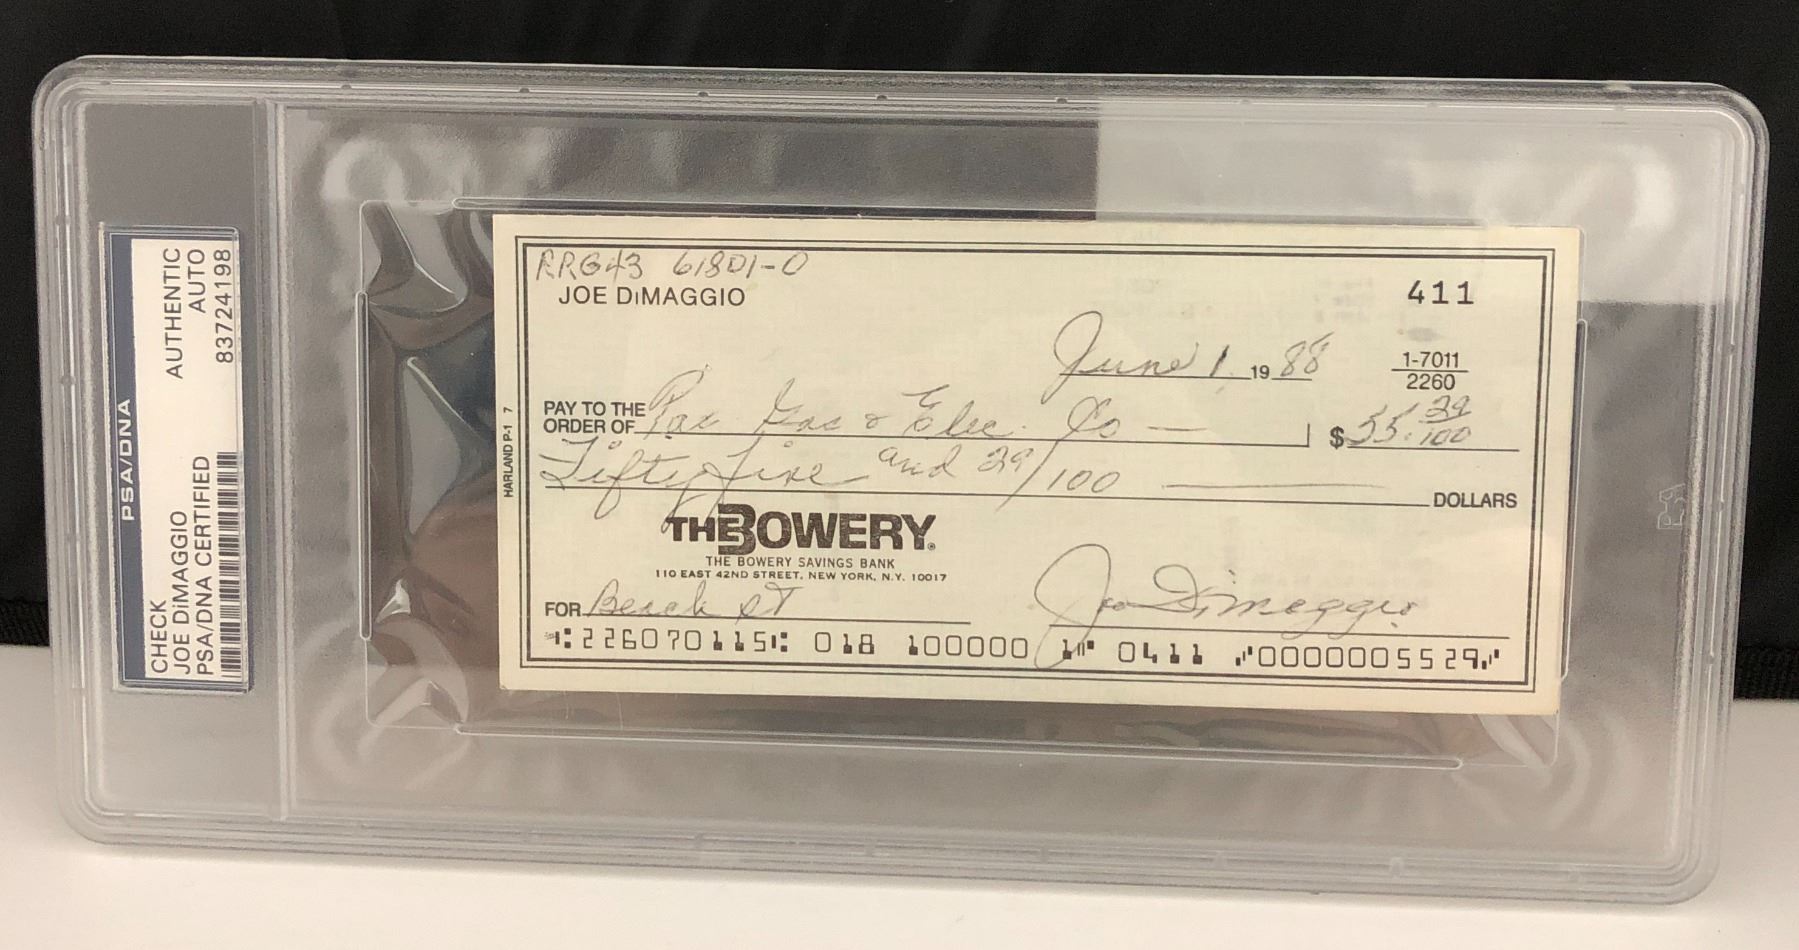 PSA/DNA
CHECK AUTHENTIC
JOE DiMAGGIO AUTO
PSA/DNA CERTIFIED 83724198
RRG43 61801-0
JOE DiMAGGIO
411
June 1 1988
1-7011
2260
PAY TO THE
ORDER OF Pac Gas & Elec. Co — $ 55.29/100
Fifty five and 29/100 DOLLARS
HARLAND P-1 7
THE BOWERY®
THE BOWERY SAVINGS BANK
110 EAST 42ND STREET, NEW YORK, N.Y. 10017
FOR Beach ST Joe DiMaggio
⑆226070115⑆ 018 100000 1⑈ 0411 ⑈0000005529⑈